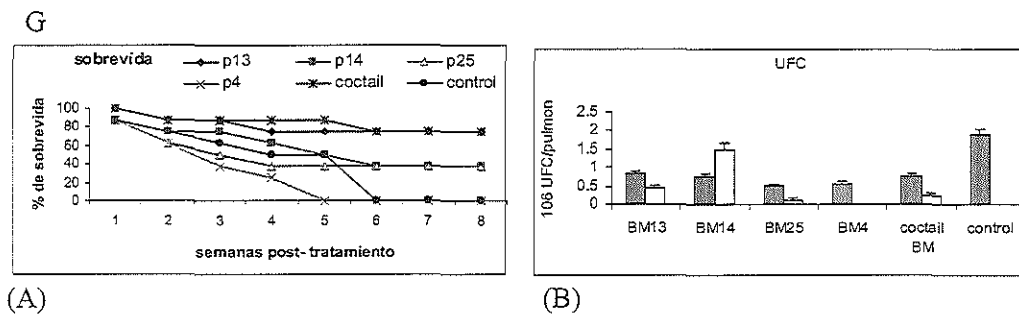 G
sobrevida p13 p14 p25
p4 coctail control
% de sobrevida
100
80
60
40
20
0
1 2 3 4 5 6 7 8
semanas post-tratamiento
(A)
UFC
106 UFC/pulmon
2.5
2
1.5
1
0.5
0
BM13 BM14 BM25 BM4 coctail BM control
(B)